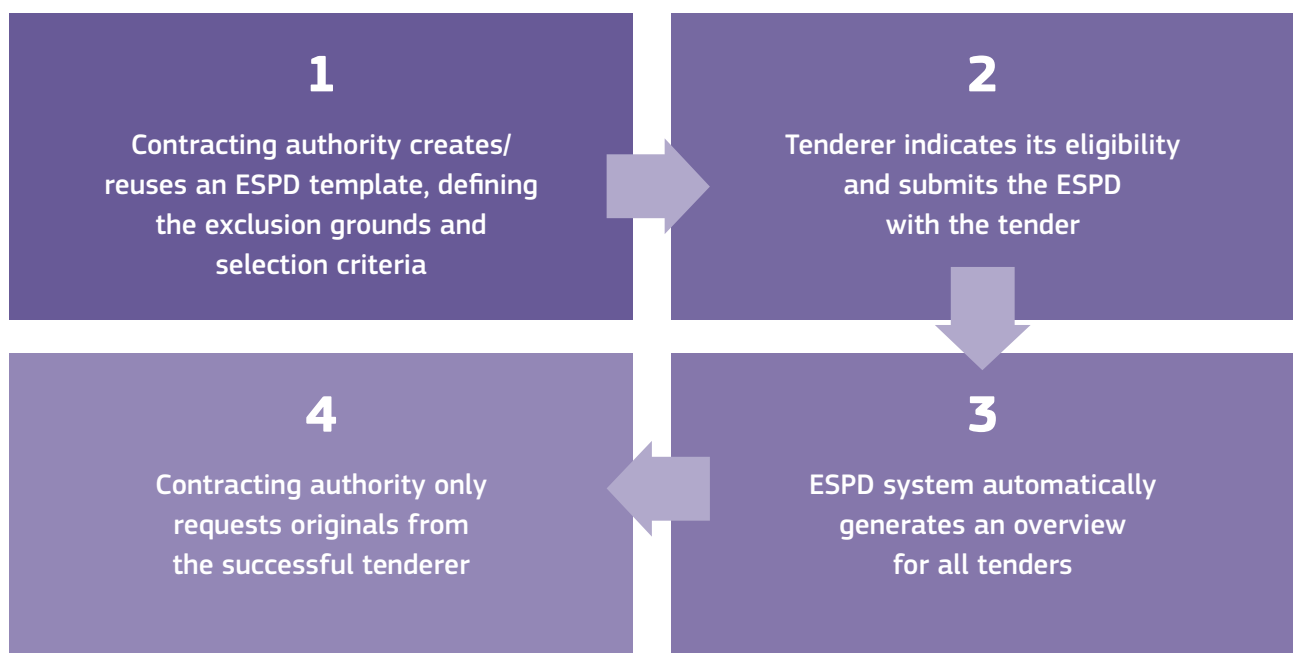 1
Contracting authority creates/
reuses an ESPD template, defining
the exclusion grounds and
selection criteria
2
Tenderer indicates its eligibility
and submits the ESPD
with the tender
3
ESPD system automatically
generates an overview
for all tenders
4
Contracting authority only
requests originals from
the successful tenderer